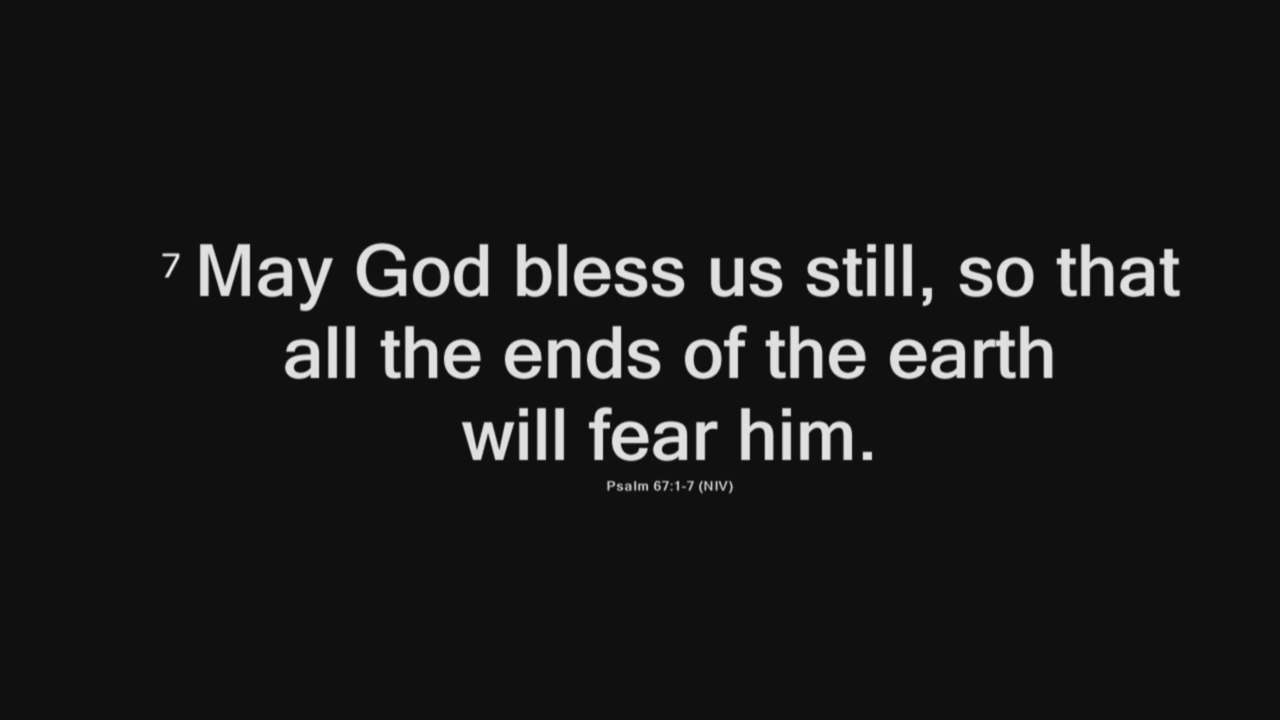 7 May God bless us still, so that
all the ends of the earth
will fear him.
Psalm 67:1-7 (NIV)